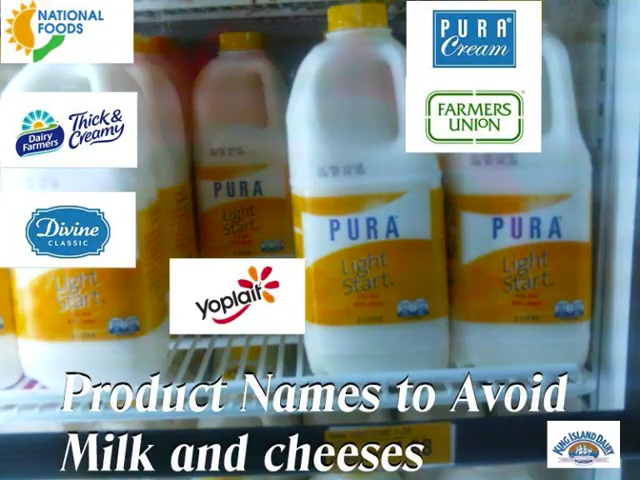 NATIONAL
FOODS
PURA
Cream
Dairy
Farmers
Thick &
Creamy
FARMERS
UNION
Divine
CLASSIC
PURA
Light
Start.
PURA
Light
Start.
PURA
Light
Start.
Light
Start.
yoplait
Product Names to Avoid
Milk and cheeses
KING ISLAND DAIRY